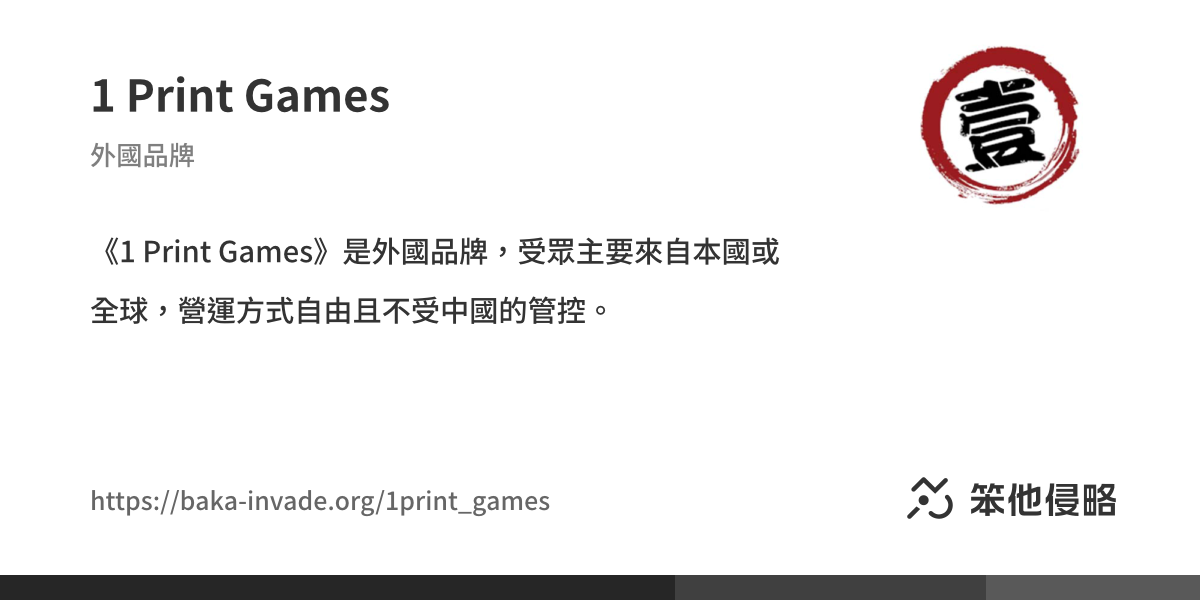 1 Print Games
外國品牌
壹
《1 Print Games》是外國品牌，受眾主要來自本國或
全球，營運方式自由且不受中國的管控。
https://baka-invade.org/1print_games
笨他侵略